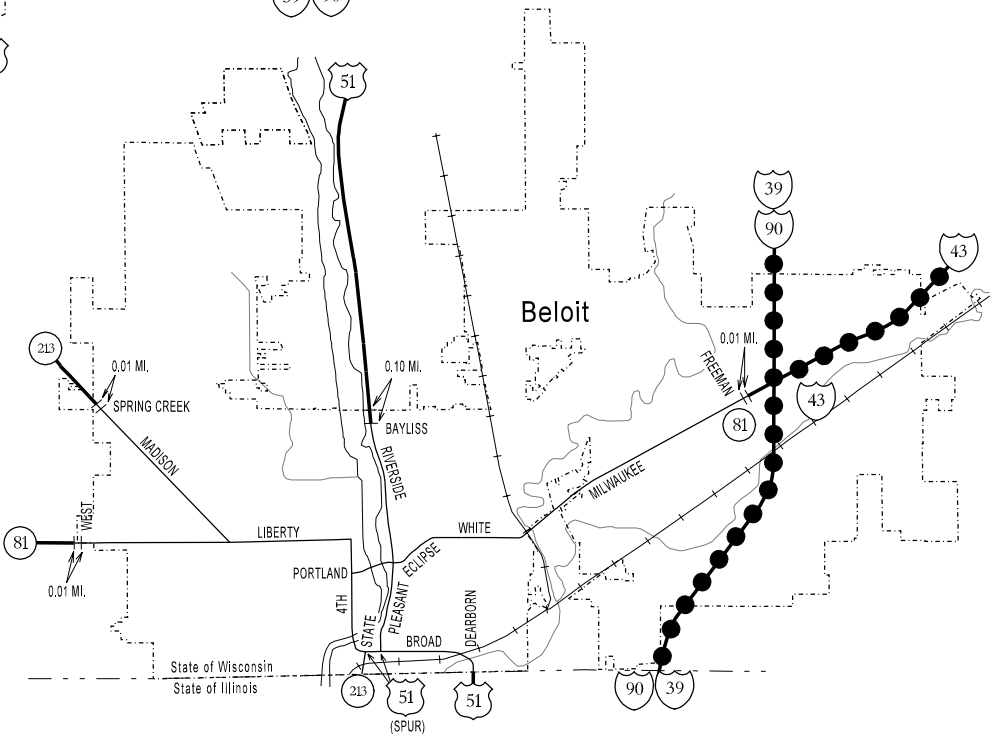 39 90
51
39
90
43
Beloit
213
0.01 MI.
0.10 MI.
0.01 MI.
FREEMAN
SPRING CREEK
43
81
BAYLISS
MADISON
RIVERSIDE
MILWAUKEE
WEST
81
LIBERTY
WHITE
ECLIPSE
PORTLAND
0.01 MI.
4TH
STATE
PLEASANT
DEARBORN
BROAD
State of Wisconsin
State of Illinois
213
51
(SPUR)
51
90 39